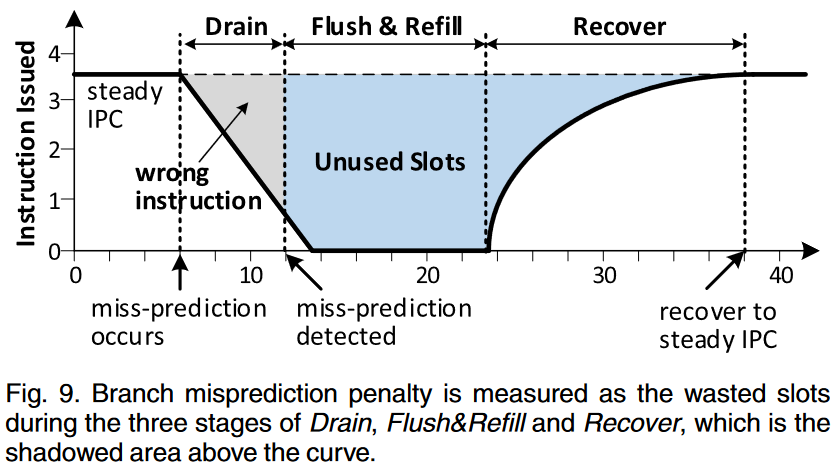 Drain Flush & Refill Recover
4
3
2
1
0
Instruction Issued
steady
IPC
wrong
instruction
Unused Slots
0 10 20 30 40
miss-prediction
occurs
miss-prediction
detected
recover to
steady IPC
Fig. 9. Branch misprediction penalty is measured as the wasted slots
during the three stages of Drain, Flush&Refill and Recover, which is the
shadowed area above the curve.